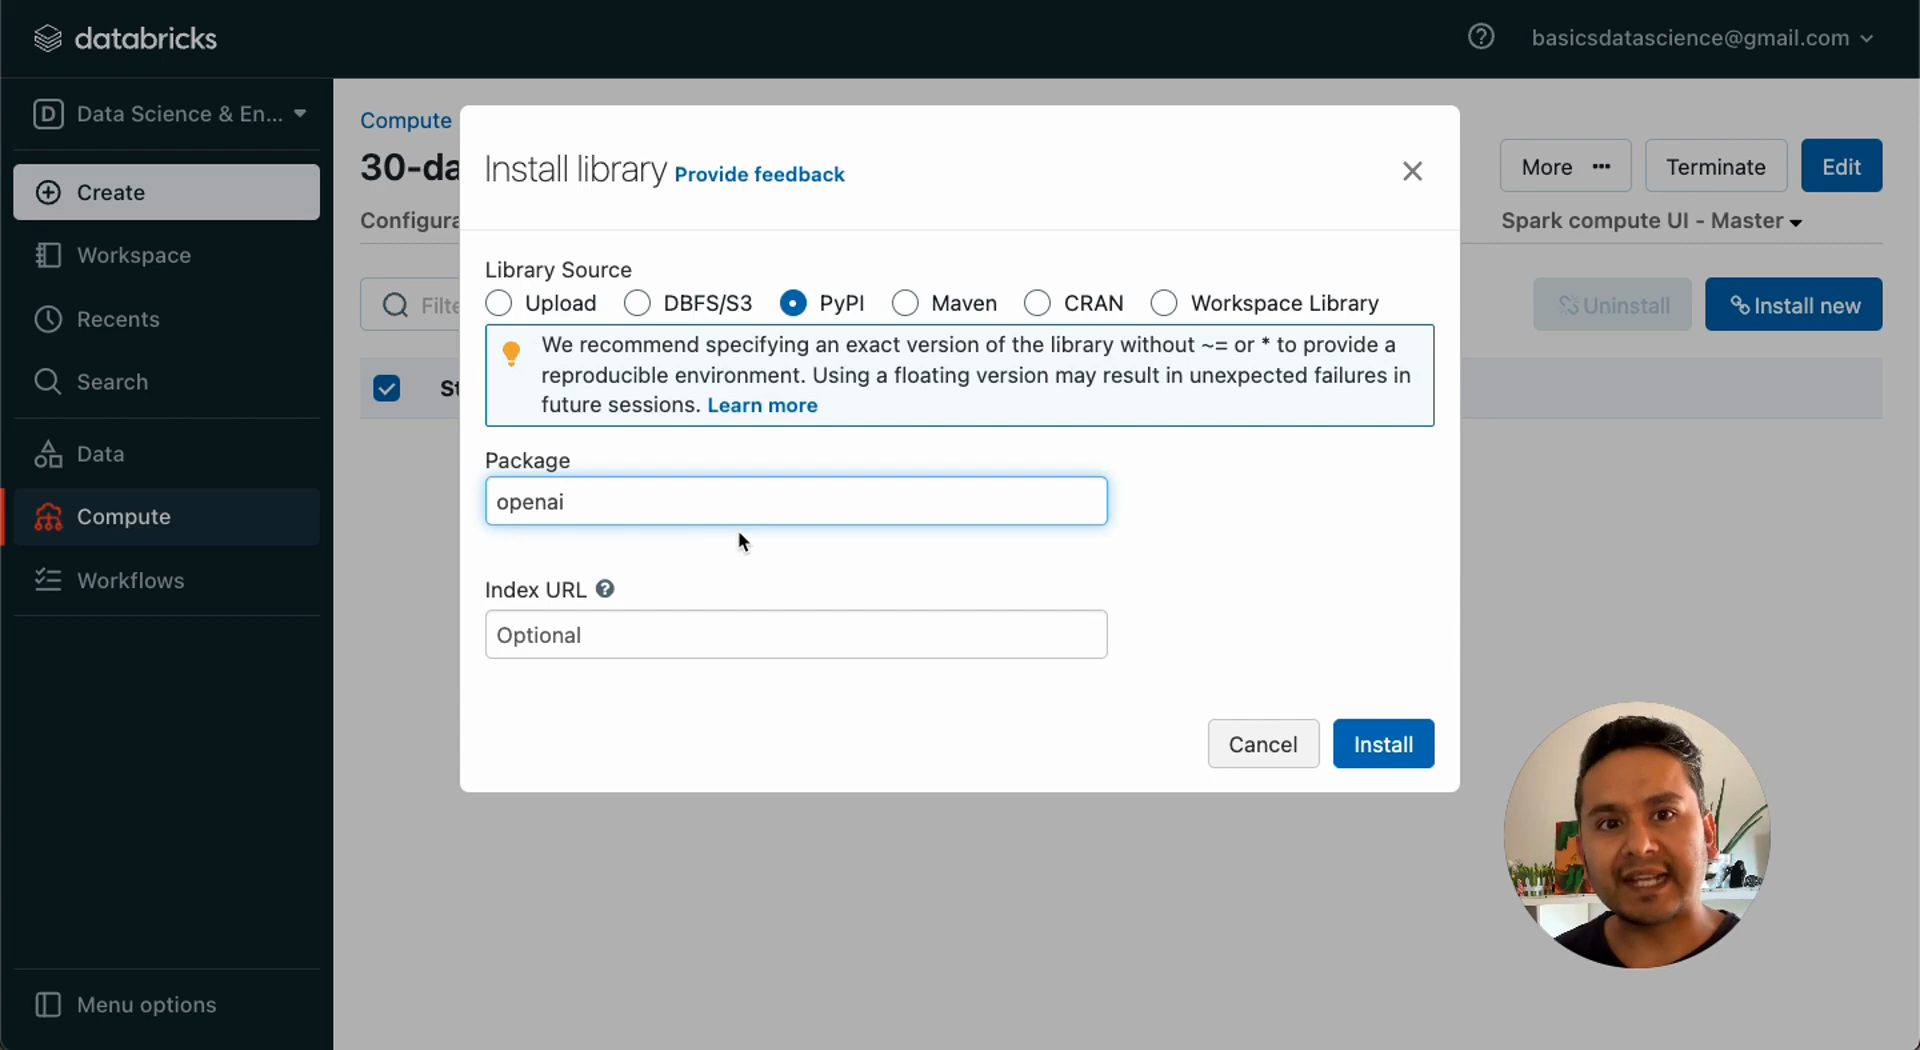 databricks
basicsdatascience@gmail.com
D Data Science & En...
Create
Workspace
Recents
Search
Data
Compute
Workflows
Menu options
Compute
30-da
Configura
More ...
Terminate
Edit
Spark compute UI - Master
Filte
Uninstall
Install new
St
Install library Provide feedback
Library Source
Upload DBFS/S3 PyPI Maven CRAN Workspace Library
We recommend specifying an exact version of the library without ~= or * to provide a
reproducible environment. Using a floating version may result in unexpected failures in
future sessions. Learn more
Package
openai
Index URL ?
Optional
Cancel
Install